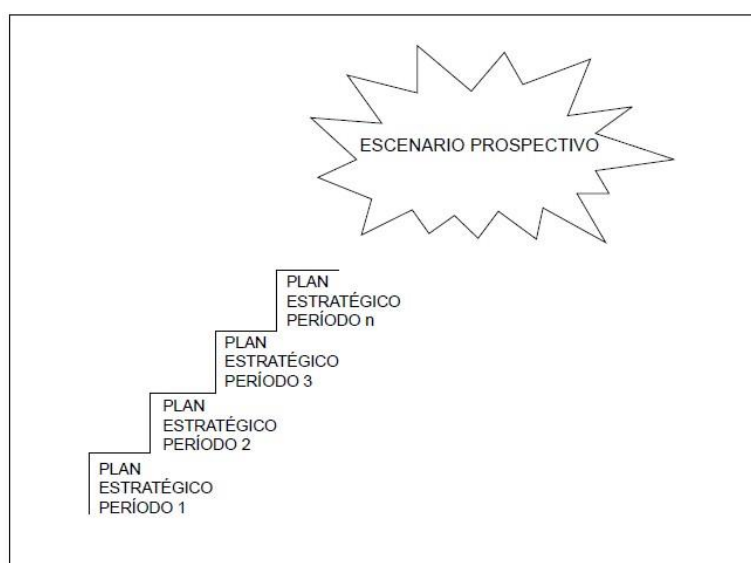 ESCENARIO PROSPECTIVO
PLAN
ESTRATÉGICO
PERÍODO n
PLAN
ESTRATÉGICO
PERÍODO 3
PLAN
ESTRATÉGICO
PERÍODO 2
PLAN
ESTRATÉGICO
PERÍODO 1